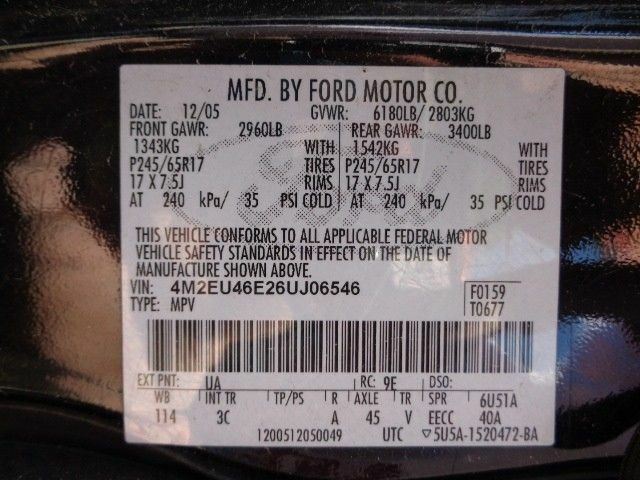 MFD. BY FORD MOTOR CO.
DATE: 12/05 GVWR: 6180LB/ 2803KG
FRONT GAWR: 2960LB REAR GAWR: 3400LB
1343KG WITH 1542KG WITH
P245/65R17 TIRES P245/65R17 TIRES
17 X 7.5J RIMS 17 X 7.5J RIMS
AT 240 kPa/ 35 PSI COLD AT 240 kPa/ 35 PSI COLD
THIS VEHICLE CONFORMS TO ALL APPLICABLE FEDERAL MOTOR
VEHICLE SAFETY STANDARDS IN EFFECT ON THE DATE OF
MANUFACTURE SHOWN ABOVE.
VIN: 4M2EU46E26UJ06546 F0159
TYPE: MPV T0677
EXT PNT: UA RC: 9E DSO:
WB INT TR TP/PS R AXLE TR SPR 6U51A
114 3C A 45 V EECC 40A
1200512050049 UTC ▽5U5A-1520472-BA
Ford